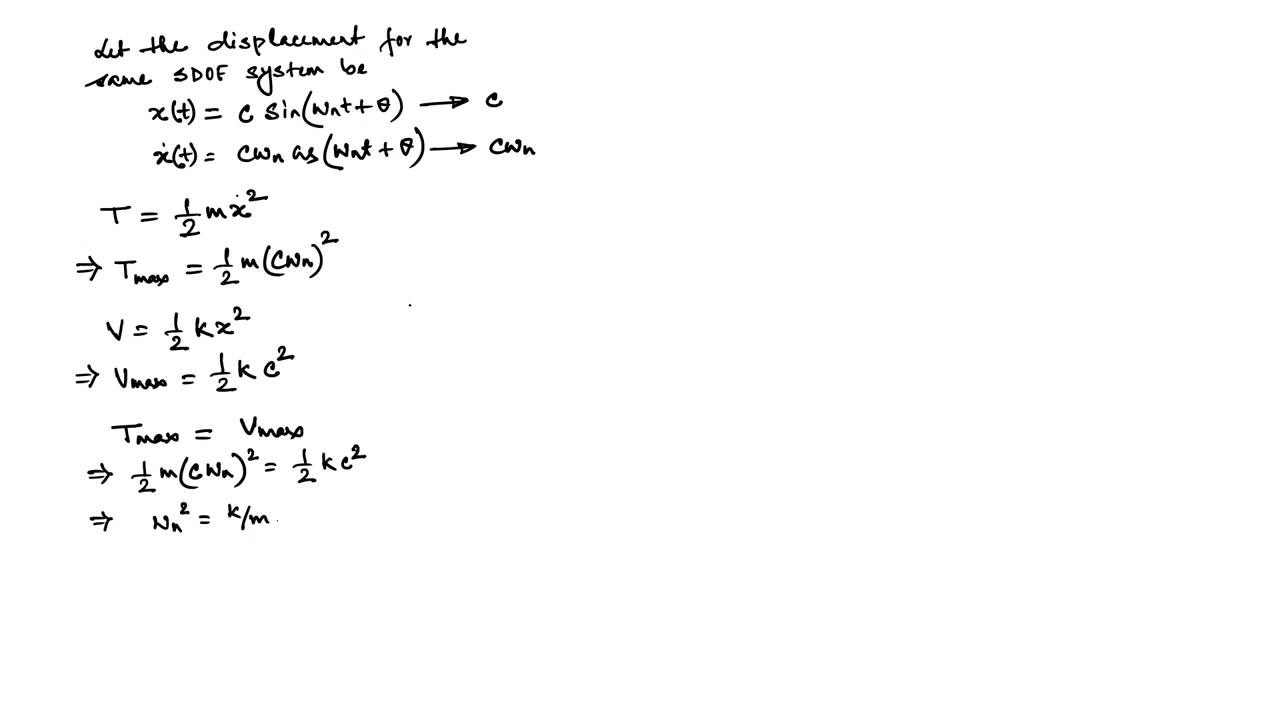 Let the displacement for the
same SDOF system be
x(t) = c sin(ωnt + θ) → c
ẋ(t) = cωn cos(ωnt + θ) → cωn
T = 1/2 mẋ²
⇒ Tmax = 1/2 m(cωn)²
V = 1/2 kx²
⇒ Vmax = 1/2 k c²
Tmax = Vmax
⇒ 1/2 m(cωn)² = 1/2 k c²
⇒ ωn² = k/m.